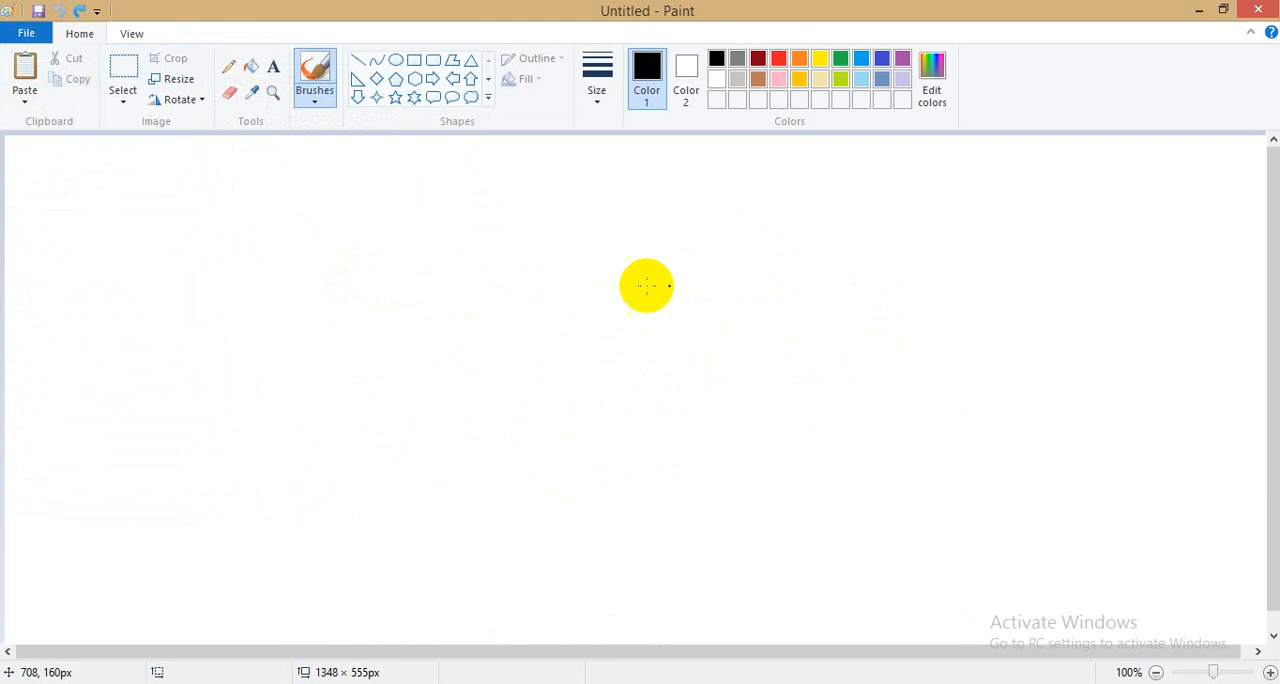 Untitled - Paint
File Home View
Paste
Cut
Copy
Clipboard
Select
Crop
Resize
Rotate
Image
A
Tools
Brushes
Shapes
Outline
Fill
Size
Color
1
Color
2
Edit
colors
Colors
Activate Windows
Go to PC settings to activate Windows.
708, 160px
1348 × 555px
100%